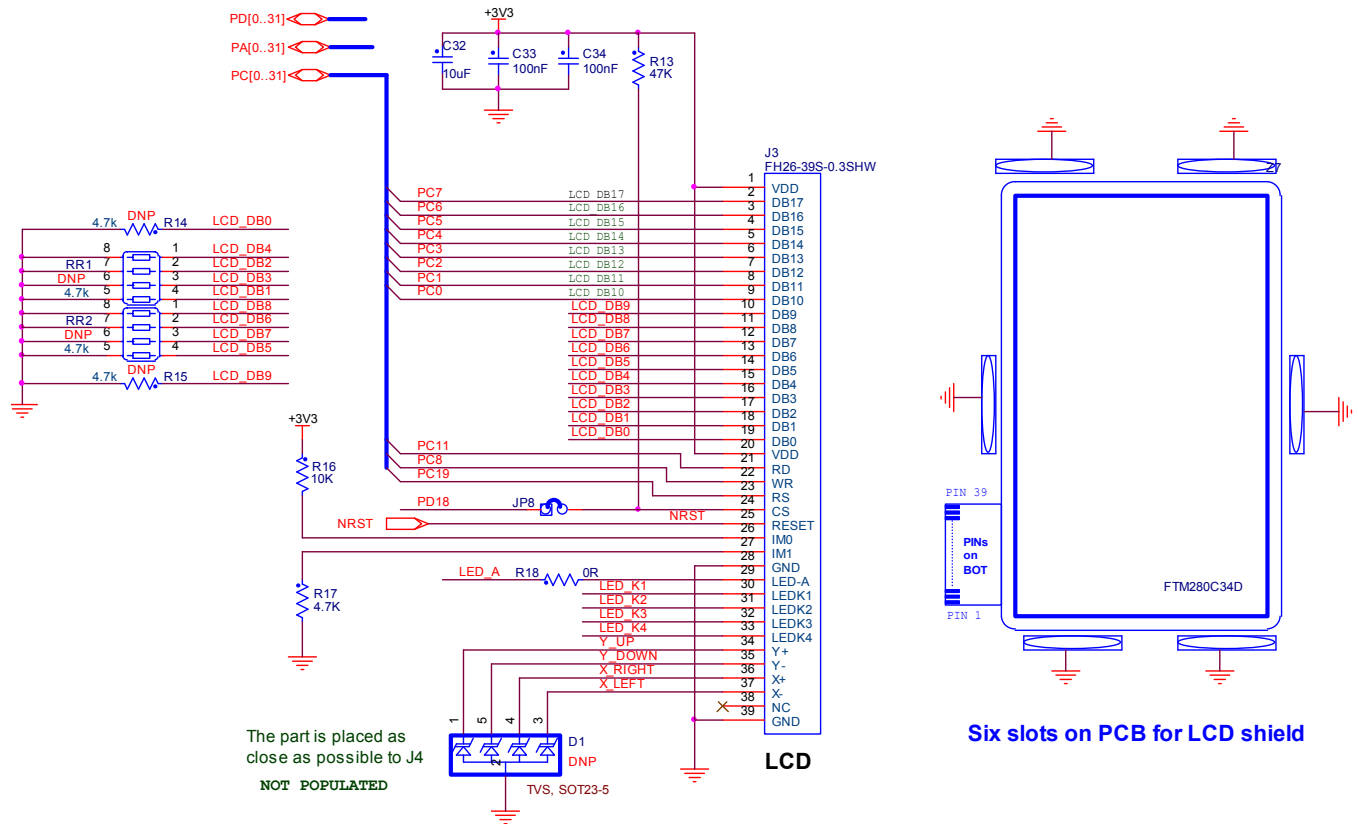 PD[0..31]
PA[0..31]
PC[0..31]
+3V3
C32
10uF
C33
100nF
C34
100nF
R13
47K
J3
FH26-39S-0.3SHW
PC7 LCD_DB17 1 VDD
PC6 LCD_DB16 2 DB17
PC5 LCD_DB15 3 DB16
PC4 LCD_DB14 4 DB15
PC3 LCD_DB13 5 DB14
PC2 LCD_DB12 6 DB13
PC1 LCD_DB11 7 DB12
PC0 LCD_DB10 8 DB11
9 DB10
LCD_DB9 10 DB9
LCD_DB8 11 DB8
LCD_DB7 12 DB7
LCD_DB6 13 DB6
LCD_DB5 14 DB5
LCD_DB4 15 DB4
LCD_DB3 16 DB3
LCD_DB2 17 DB2
LCD_DB1 18 DB1
LCD_DB0 19 DB0
20 VDD
PC11 21 RD
PC8 22 WR
PC19 23 RS
PD18 JP8 24 CS
NRST NRST 25 RESET
26 IM0
27 IM1
28 GND
LED_A R18 0R 29 LED-A
LED_K1 30 LEDK1
LED_K2 31 LEDK2
LED_K3 32 LEDK3
LED_K4 33 LEDK4
Y_UP 34 Y+
Y_DOWN 35 Y-
X_RIGHT 36 X+
X_LEFT 37 X-
38 NC
39 GND
LCD
DNP
4.7k R14 LCD_DB0
8 1 LCD_DB4
RR1 7 2 LCD_DB2
DNP 6 3 LCD_DB3
4.7k 5 4 LCD_DB1
8 1 LCD_DB8
RR2 7 2 LCD_DB6
DNP 6 3 LCD_DB7
4.7k 5 4 LCD_DB5
DNP
4.7k R15 LCD_DB9
+3V3
R16
10K
R17
4.7K
1 5 4 3
2
D1
DNP
TVS, SOT23-5
The part is placed as
close as possible to J4
NOT POPULATED
27
PIN 39
PINs
on
BOT
PIN 1
FTM280C34D
Six slots on PCB for LCD shield